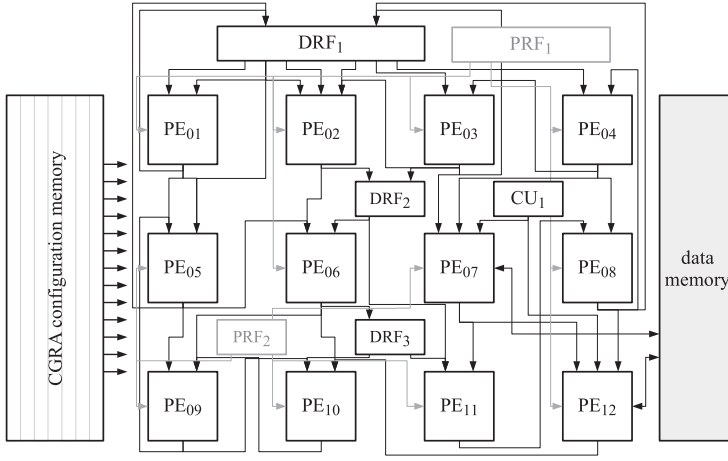 DRF1
PRF1
PE01
PE02
PE03
PE04
DRF2
CU1
CGRA configuration memory
PE05
PE06
PE07
PE08
data
memory
PRF2
DRF3
PE09
PE10
PE11
PE12